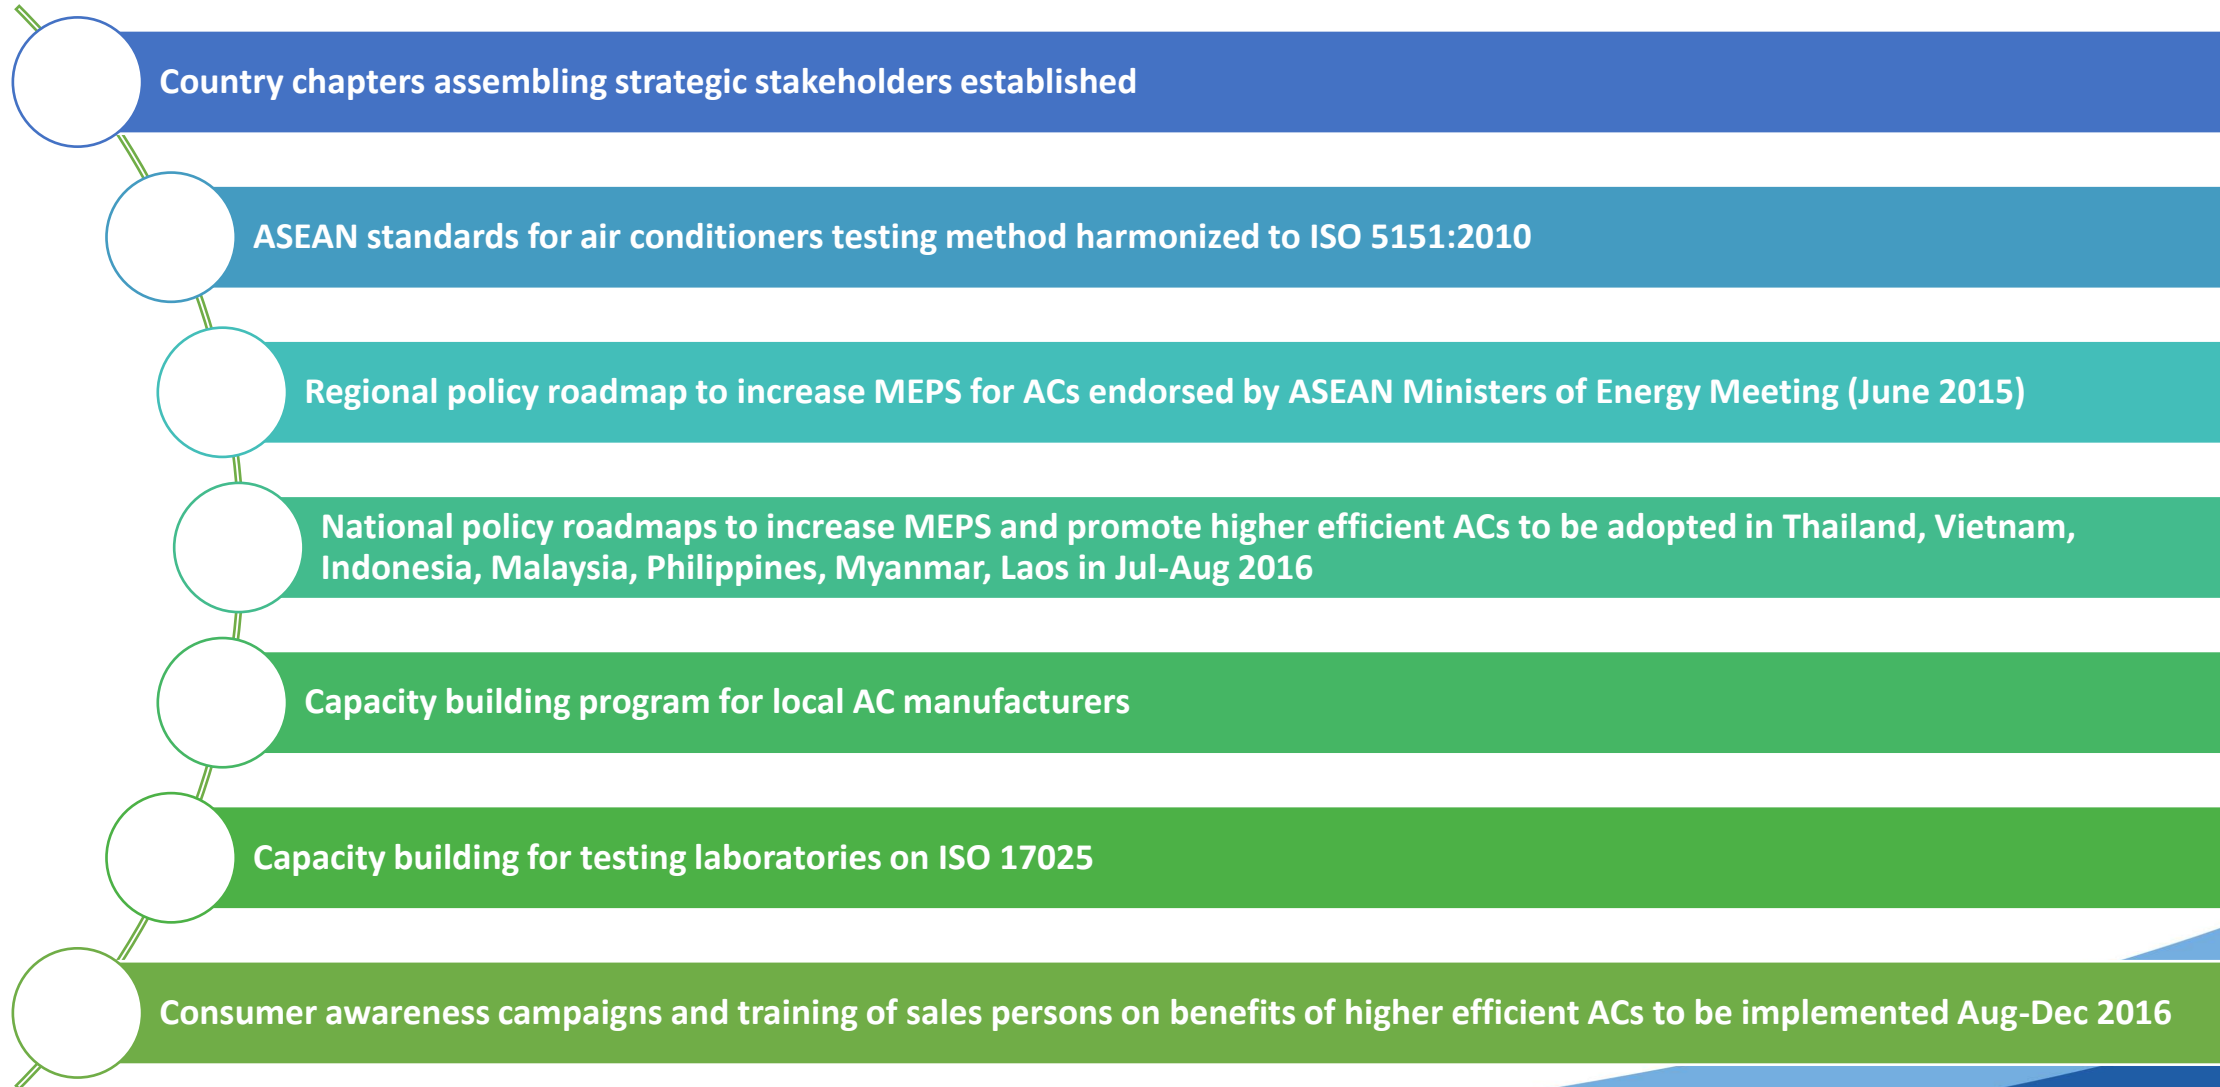 Country chapters assembling strategic stakeholders established
ASEAN standards for air conditioners testing method harmonized to ISO 5151:2010
Regional policy roadmap to increase MEPS for ACs endorsed by ASEAN Ministers of Energy Meeting (June 2015)
National policy roadmaps to increase MEPS and promote higher efficient ACs to be adopted in Thailand, Vietnam,
Indonesia, Malaysia, Philippines, Myanmar, Laos in Jul-Aug 2016
Capacity building program for local AC manufacturers
Capacity building for testing laboratories on ISO 17025
Consumer awareness campaigns and training of sales persons on benefits of higher efficient ACs to be implemented Aug-Dec 2016